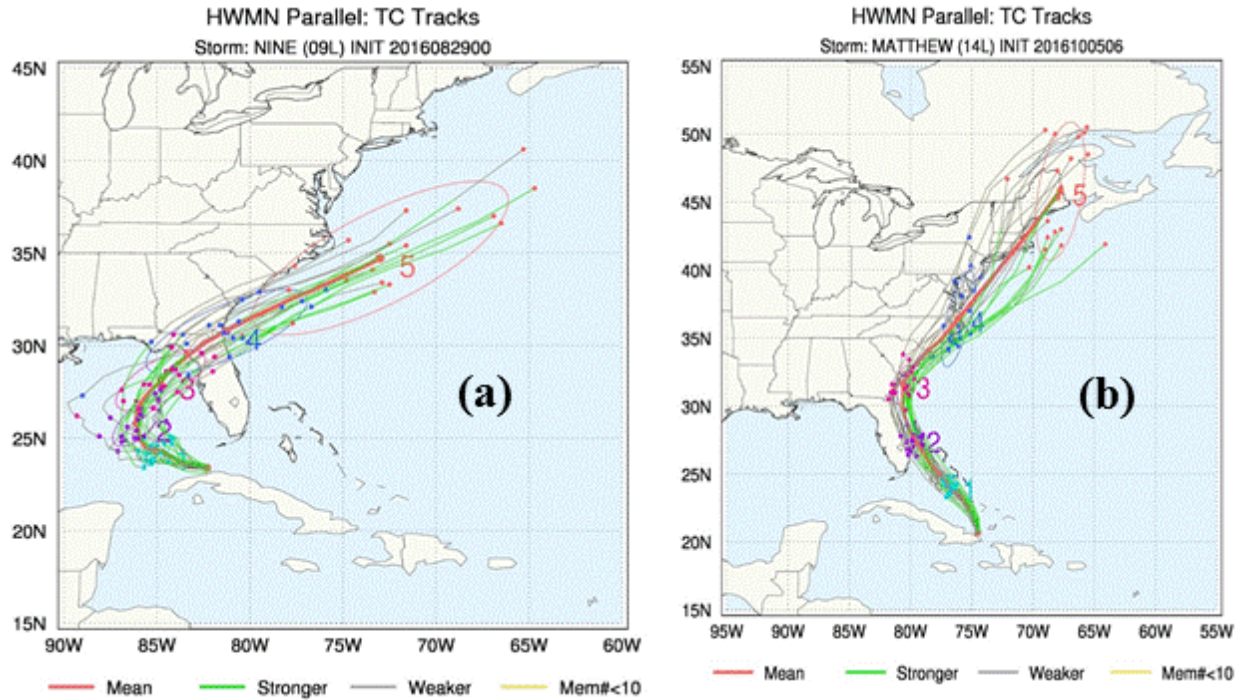 HWMN Parallel: TC Tracks
Storm: NINE (09L) INIT 2016082900
45N
40N
35N
30N
25N
20N
15N
90W 85W 80W 75W 70W 65W 60W
5
4
3
2
(a)
Mean Stronger Weaker Mem#<10
HWMN Parallel: TC Tracks
Storm: MATTHEW (14L) INIT 2016100506
55N
50N
45N
40N
35N
30N
25N
20N
15N
95W 90W 85W 80W 75W 70W 65W 60W 55W
5
4
3
2
1
(b)
Mean Stronger Weaker Mem#<10